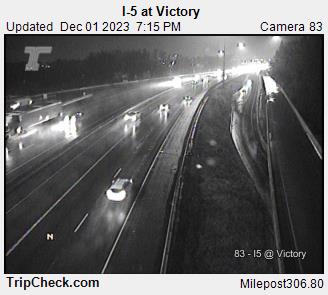 I-5 at Victory
Updated Dec 01 2023 7:15 PM Camera 83
T
N
83 - I5 @ Victory
TripCheck.com Milepost306.80